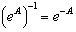 (e^A)^{-1} = e^{-A}